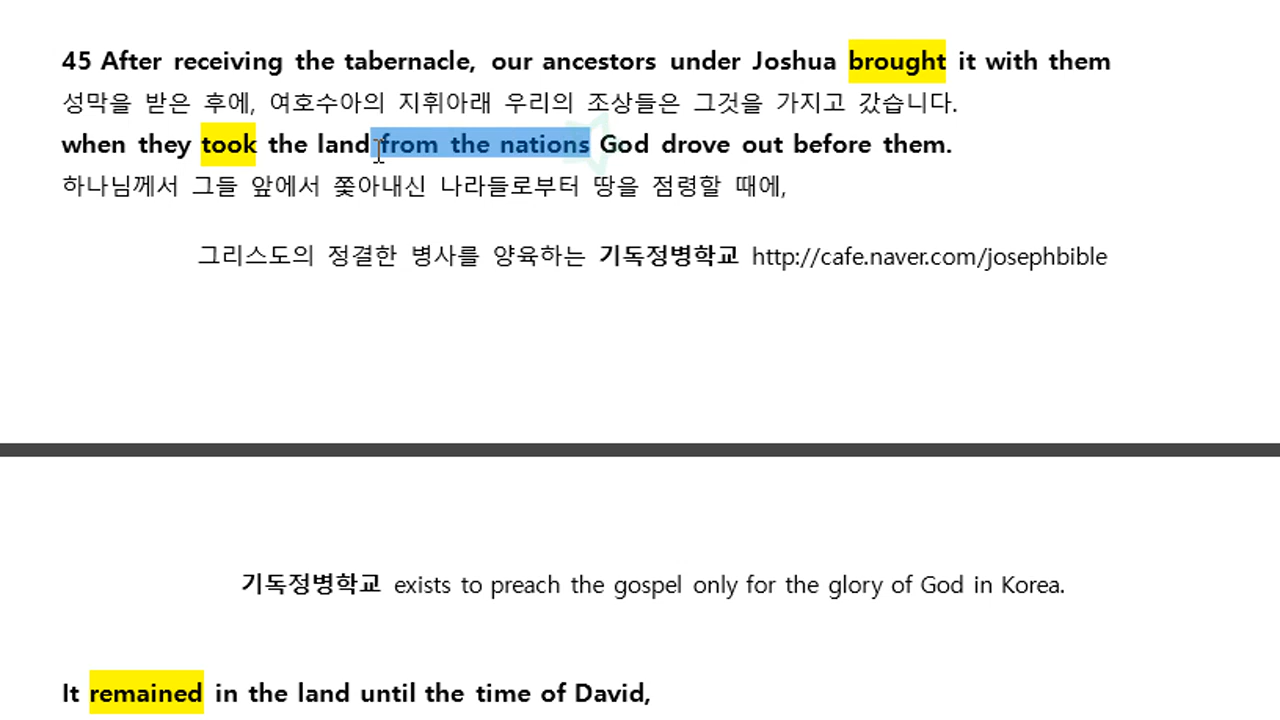 45 After receiving the tabernacle, our ancestors under Joshua brought it with them
성막을 받은 후에, 여호수아의 지휘아래 우리의 조상들은 그것을 가지고 갔습니다.
when they took the land from the nations God drove out before them.
하나님께서 그들 앞에서 쫓아내신 나라들로부터 땅을 점령할 때에,
그리스도의 정결한 병사를 양육하는 기독정병학교 http://cafe.naver.com/josephbible
기독정병학교 exists to preach the gospel only for the glory of God in Korea.
It remained in the land until the time of David,